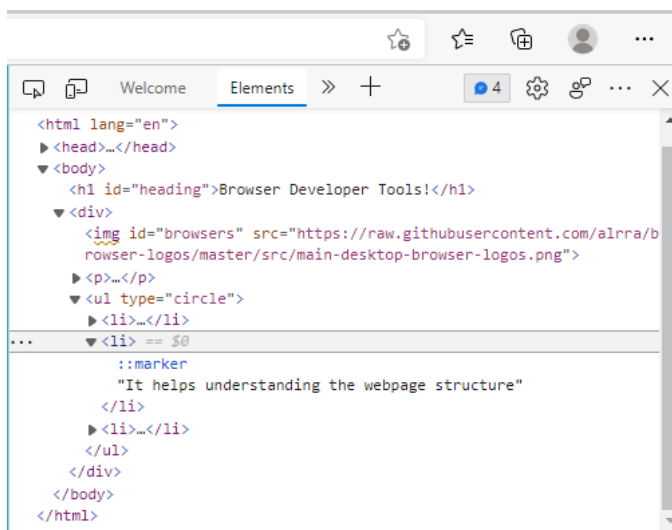 Welcome Elements 4
<html lang="en">
<head>…</head>
<body>
<h1 id="heading">Browser Developer Tools!</h1>
<div>
<img id="browsers" src="https://raw.githubusercontent.com/alrra/b
rowser-logos/master/src/main-desktop-browser-logos.png">
<p>…</p>
<ul type="circle">
<li>…</li>
<li> == $0
::marker
"It helps understanding the webpage structure"
</li>
<li>…</li>
</ul>
</div>
</body>
</html>